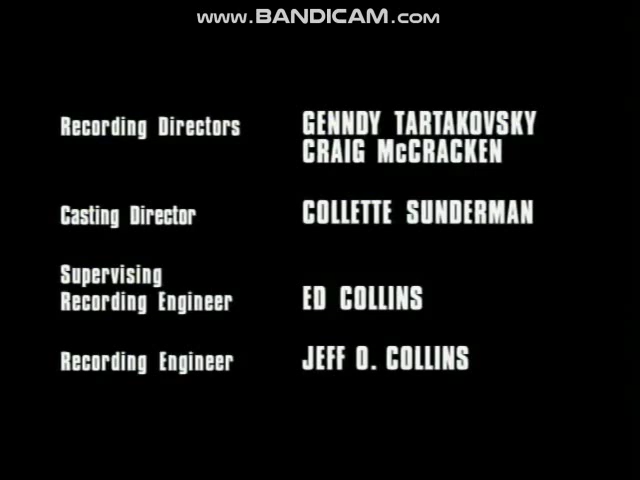 www.BANDICAM.com
Recording Directors GENNDY TARTAKOVSKY
CRAIG McCRACKEN
Casting Director COLLETTE SUNDERMAN
Supervising
Recording Engineer ED COLLINS
Recording Engineer JEFF O. COLLINS